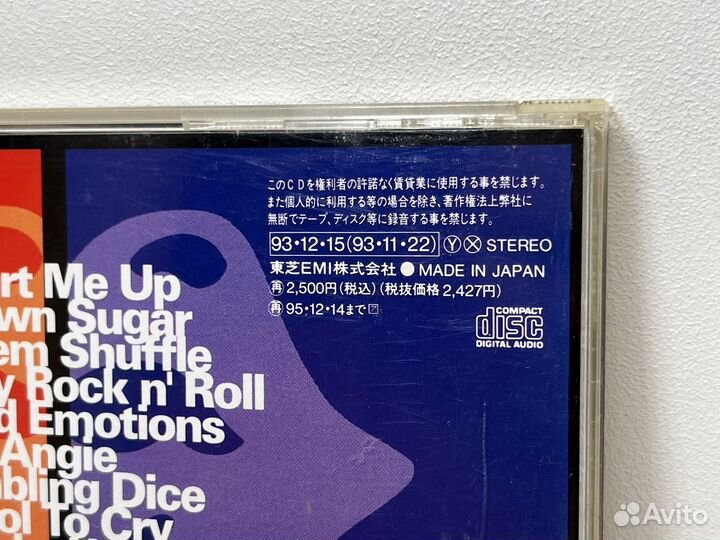 このCDを権利者の許諾なく賃貸業に使用する事を禁じます。
また個人的に利用する等の場合を除き、著作権法上弊社に
無断でテープ、ディスク等に録音する事を禁じます。
93・12・15(93・11・22) Ⓨ Ⓧ STEREO
東芝EMI株式会社 ● MADE IN JAPAN
㊢ 2,500円(税込)(税抜価格 2,427円)
㊢ 95・12・14まで
COMPACT
disc
DIGITAL AUDIO
rt Me Up
wn Sugar
em Shuffle
y Rock n' Roll
d Emotions
Angie
bling Dice
ol To Cry
Avito